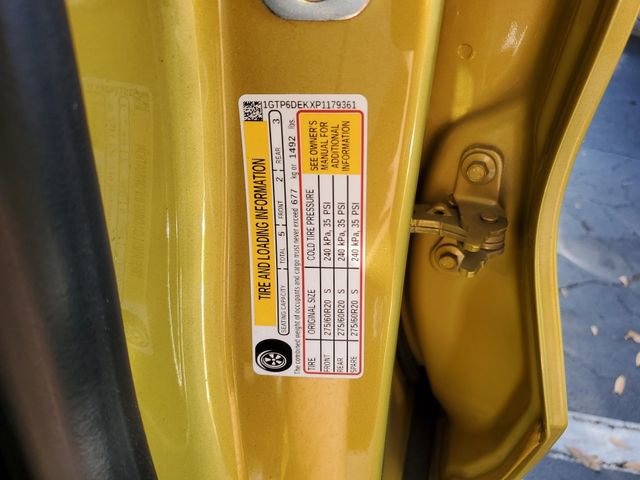 1GTP6DEKXP1179361
TIRE AND LOADING INFORMATION
SEATING CAPACITY TOTAL 5 FRONT 2 REAR 3
The combined weight of occupants and cargo must never exceed 677 kg or 1492 lbs.
TIRE ORIGINAL SIZE COLD TIRE PRESSURE
FRONT 275/60R20 S 240 kPa, 35 PSI
REAR 275/60R20 S 240 kPa, 35 PSI
SPARE 275/60R20 S 240 kPa, 35 PSI
SEE OWNER'S
MANUAL FOR
ADDITIONAL
INFORMATION